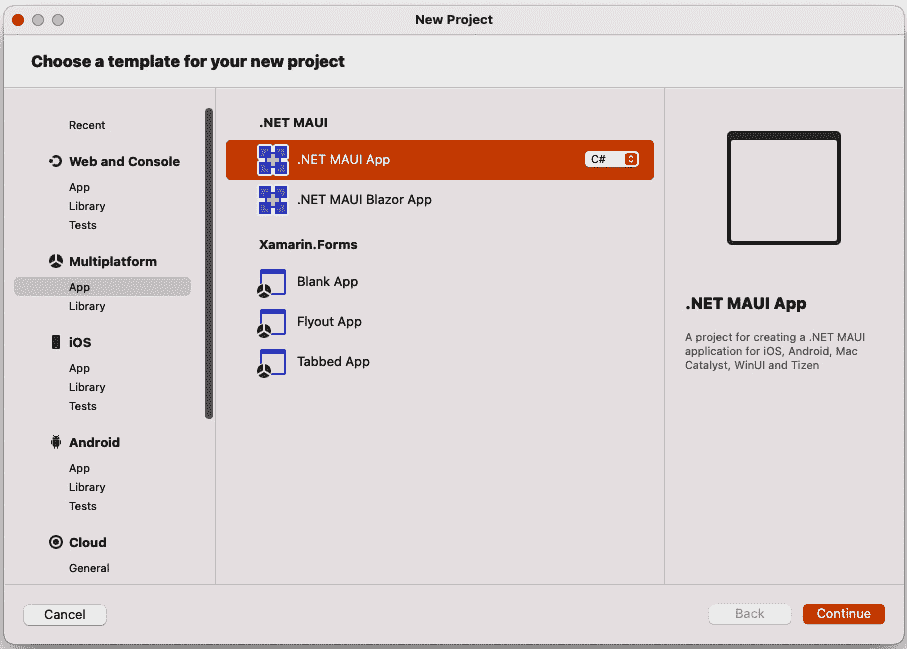 New Project
Choose a template for your new project
Recent
Web and Console
App
Library
Tests
Multiplatform
App
Library
iOS
App
Library
Tests
Android
App
Library
Tests
Cloud
General
.NET MAUI
.NET MAUI App
C#
.NET MAUI Blazor App
Xamarin.Forms
Blank App
Flyout App
Tabbed App
.NET MAUI App
A project for creating a .NET MAUI
application for iOS, Android, Mac
Catalyst, WinUI and Tizen
Cancel
Back
Continue